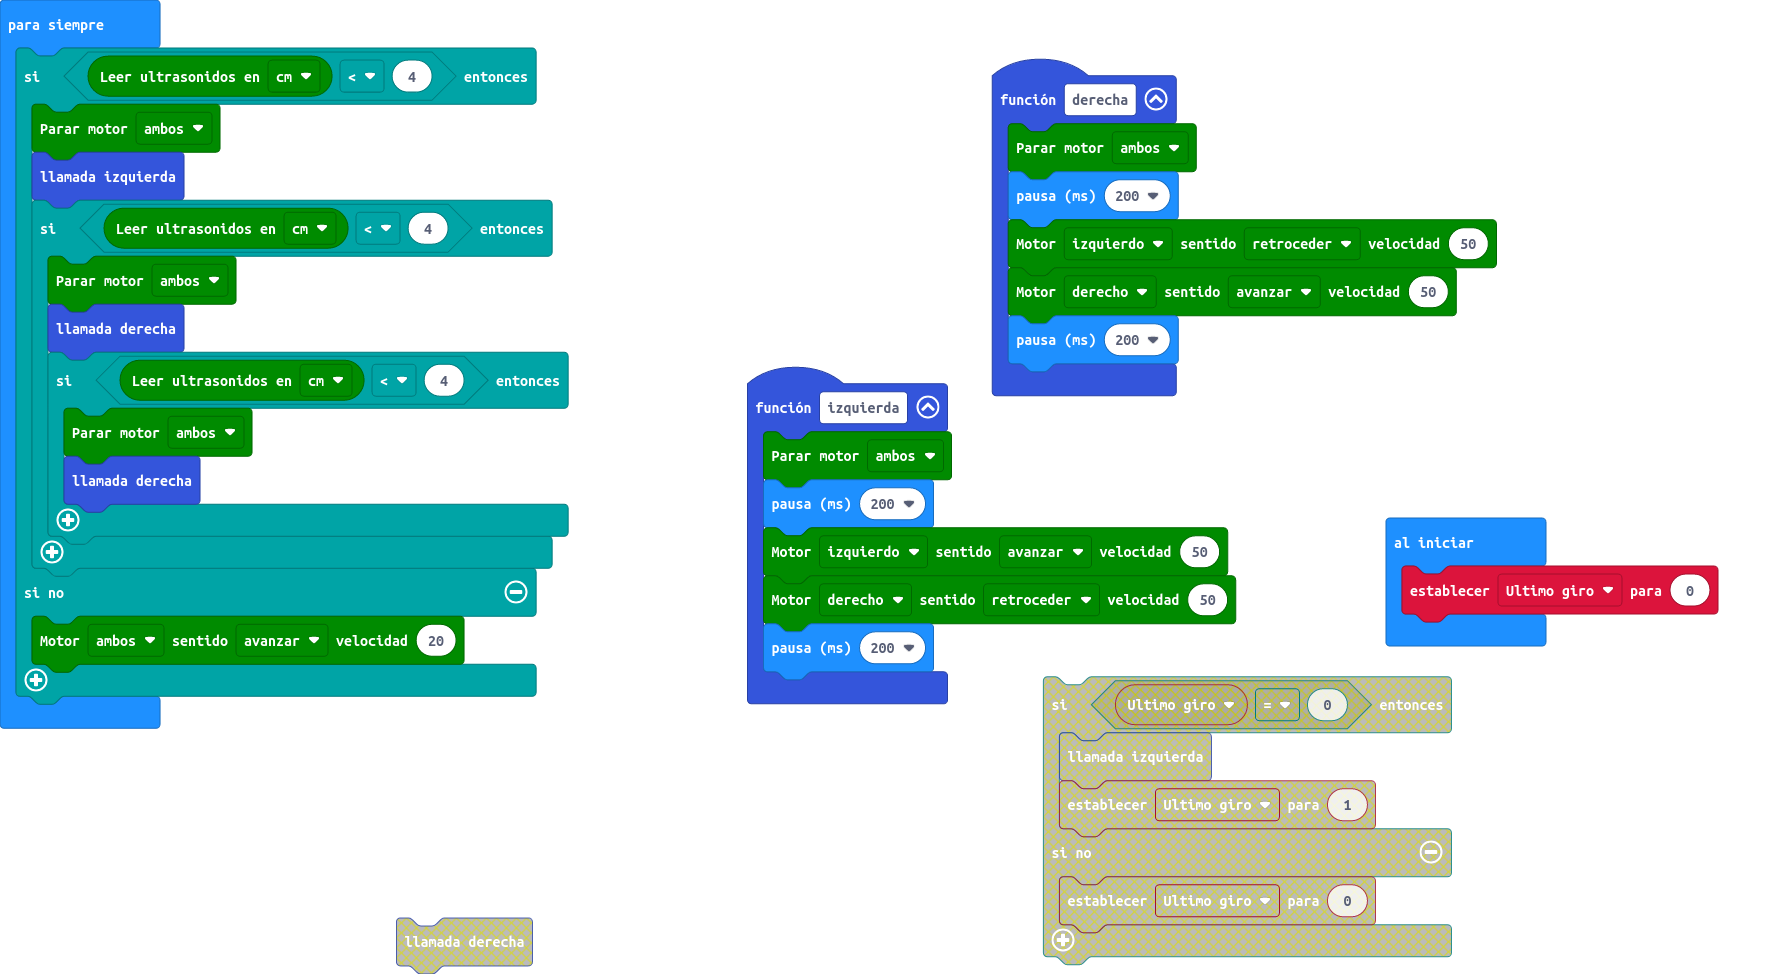 para siempre
si Leer ultrasonidos en cm < 4 entonces
Parar motor ambos
llamada izquierda
si Leer ultrasonidos en cm < 4 entonces
Parar motor ambos
llamada derecha
si Leer ultrasonidos en cm < 4 entonces
Parar motor ambos
llamada derecha
si no
Motor ambos sentido avanzar velocidad 20
función derecha
Parar motor ambos
pausa (ms) 200
Motor izquierdo sentido retroceder velocidad 50
Motor derecho sentido avanzar velocidad 50
pausa (ms) 200
función izquierda
Parar motor ambos
pausa (ms) 200
Motor izquierdo sentido avanzar velocidad 50
Motor derecho sentido retroceder velocidad 50
pausa (ms) 200
al iniciar
establecer Ultimo giro para 0
si Ultimo giro = 0 entonces
llamada izquierda
establecer Ultimo giro para 1
si no
establecer Ultimo giro para 0
llamada derecha